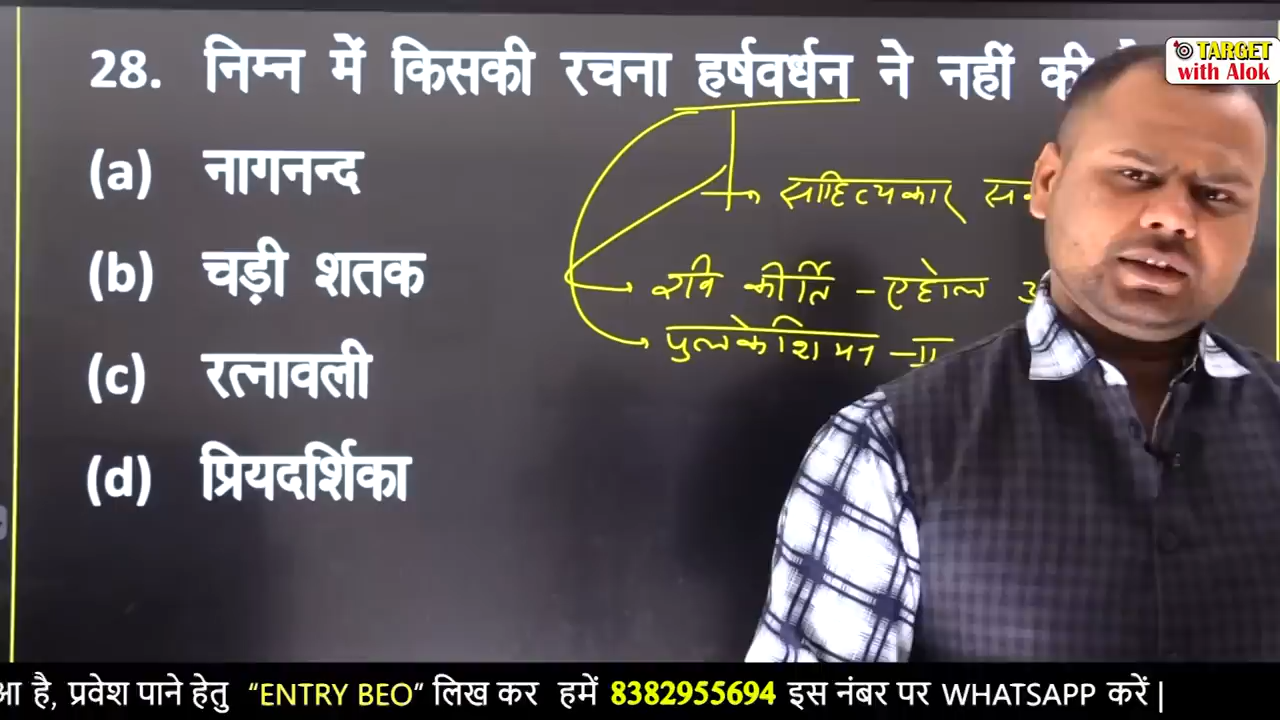 28. निम्न में किसकी रचना हर्षवर्धन ने नहीं की
TARGET
with Alok
(a) नागनन्द
साहित्यकार
(b) चड़ी शतक
रवि कीर्ति – एहोल
(c) रत्नावली
पुलकेशियन – II
(d) प्रियदर्शिका
है, प्रवेश पाने हेतु “ENTRY BEO” लिख कर हमें 8382955694 इस नंबर पर WHATSAPP करें |